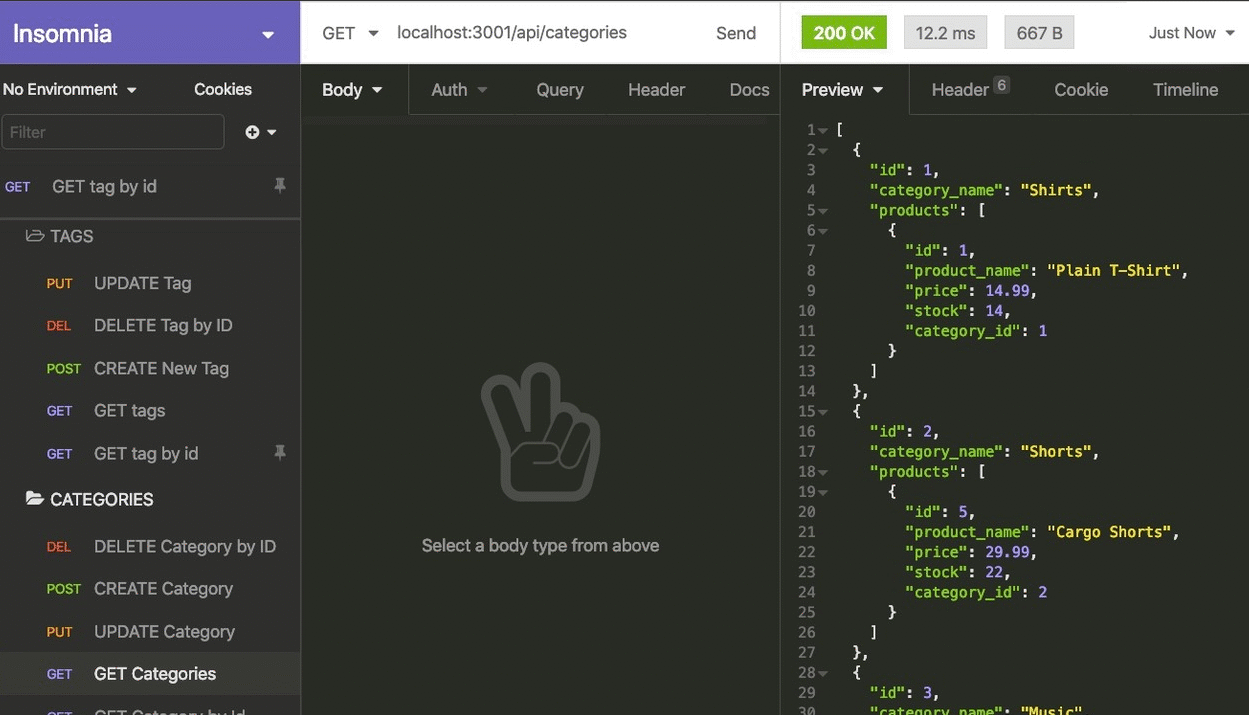 Insomnia
No Environment Cookies
Filter
GET GET tag by id
TAGS
PUT UPDATE Tag
DEL DELETE Tag by ID
POST CREATE New Tag
GET GET tags
GET GET tag by id
CATEGORIES
DEL DELETE Category by ID
POST CREATE Category
PUT UPDATE Category
GET GET Categories
GET GET Category by Id
GET localhost:3001/api/categories Send
Body Auth Query Header Docs
Select a body type from above
200 OK 12.2 ms 667 B Just Now
Preview Header 6 Cookie Timeline
1 [
2 {
3 "id": 1,
4 "category_name": "Shirts",
5 "products": [
6 {
7 "id": 1,
8 "product_name": "Plain T-Shirt",
9 "price": 14.99,
10 "stock": 14,
11 "category_id": 1
12 }
13 ]
14 },
15 {
16 "id": 2,
17 "category_name": "Shorts",
18 "products": [
19 {
20 "id": 5,
21 "product_name": "Cargo Shorts",
22 "price": 29.99,
23 "stock": 22,
24 "category_id": 2
25 }
26 ]
27 },
28 {
29 "id": 3,
30 "category_name": "Music"